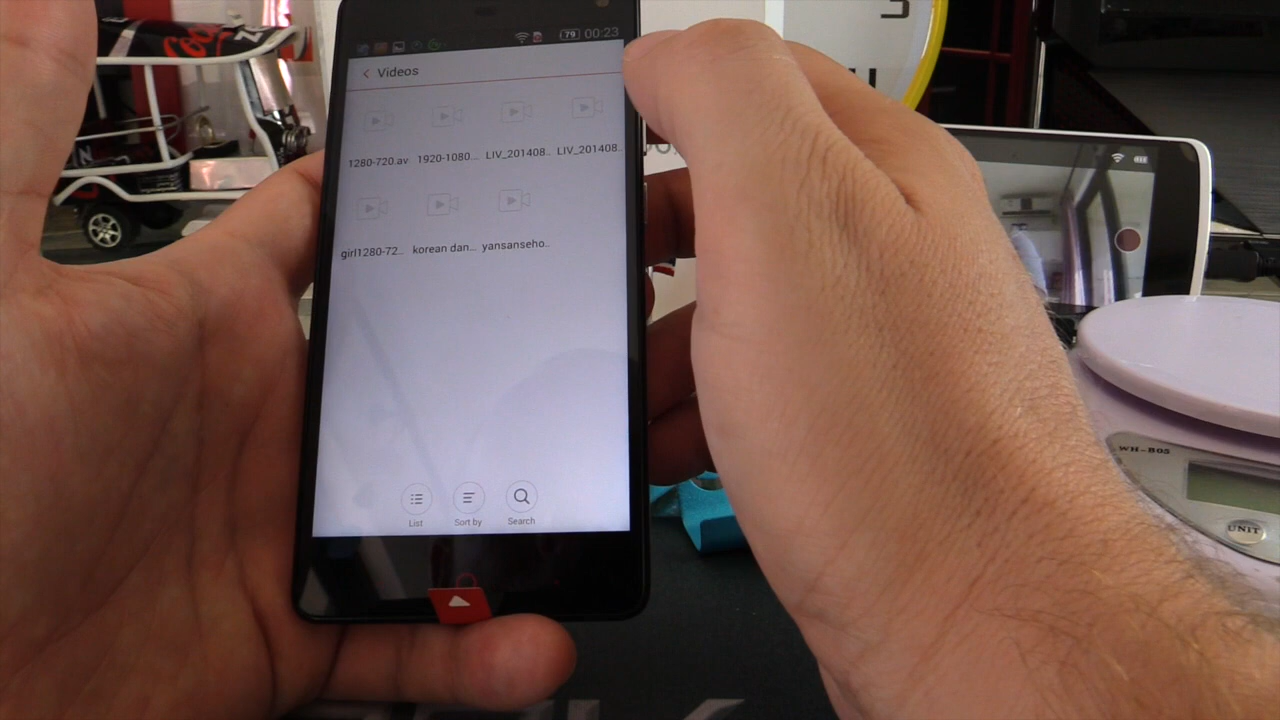 79 00:23
Videos
1280-720.av 1920-1080... LIV_201408.. LIV_201408..
girl1280-72.. korean dan... yansanseho..
List Sort by Search
WH-B05
UNIT